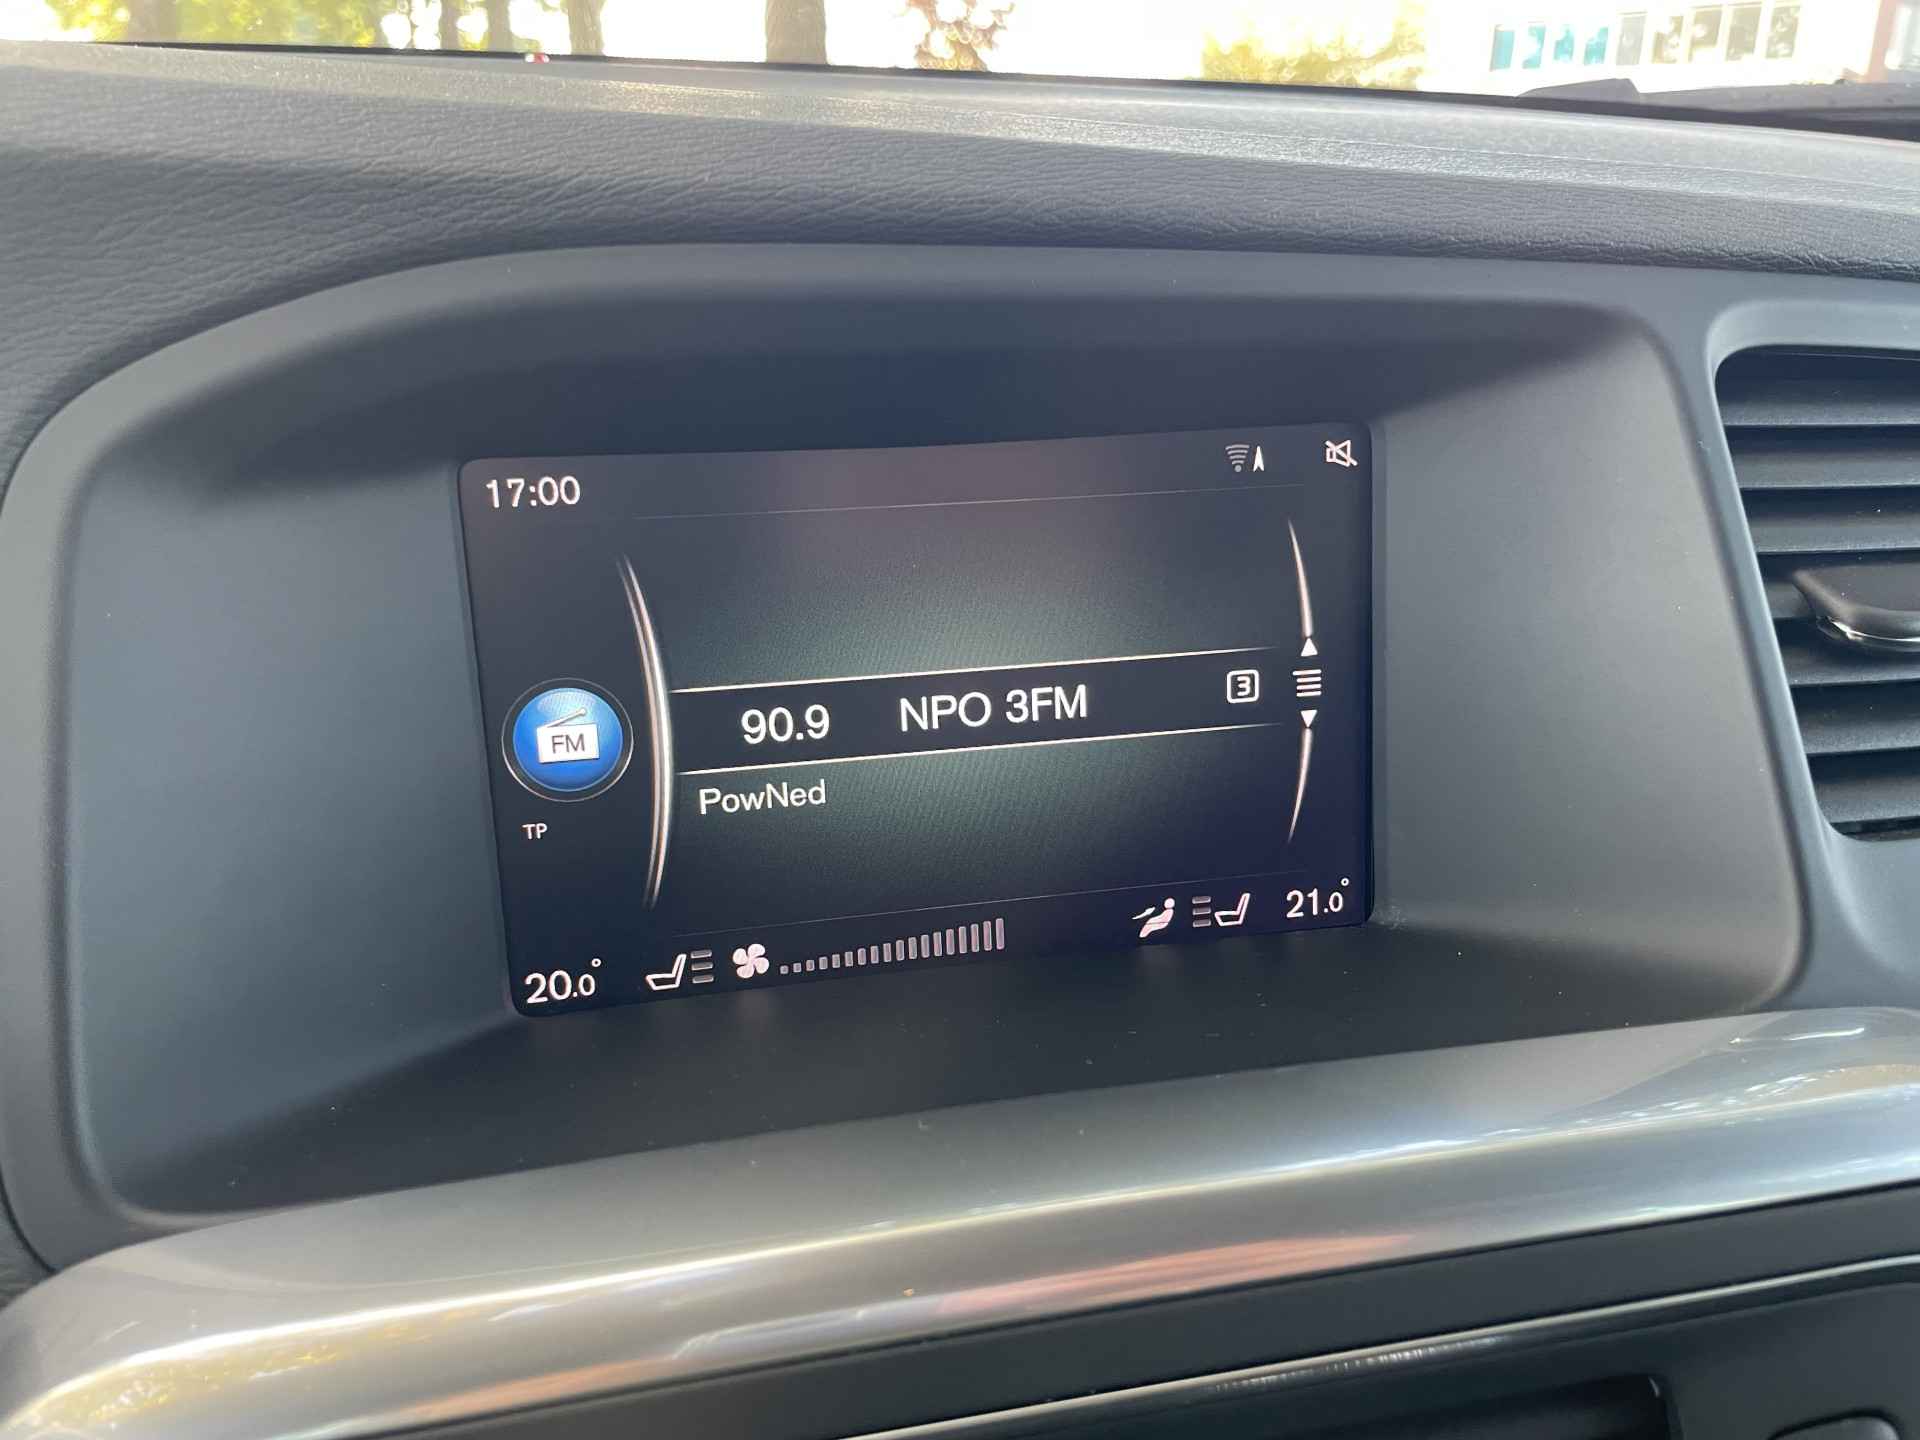 17:00
90.9 NPO 3FM 3
FM
PowNed
TP
20.0° 21.0°